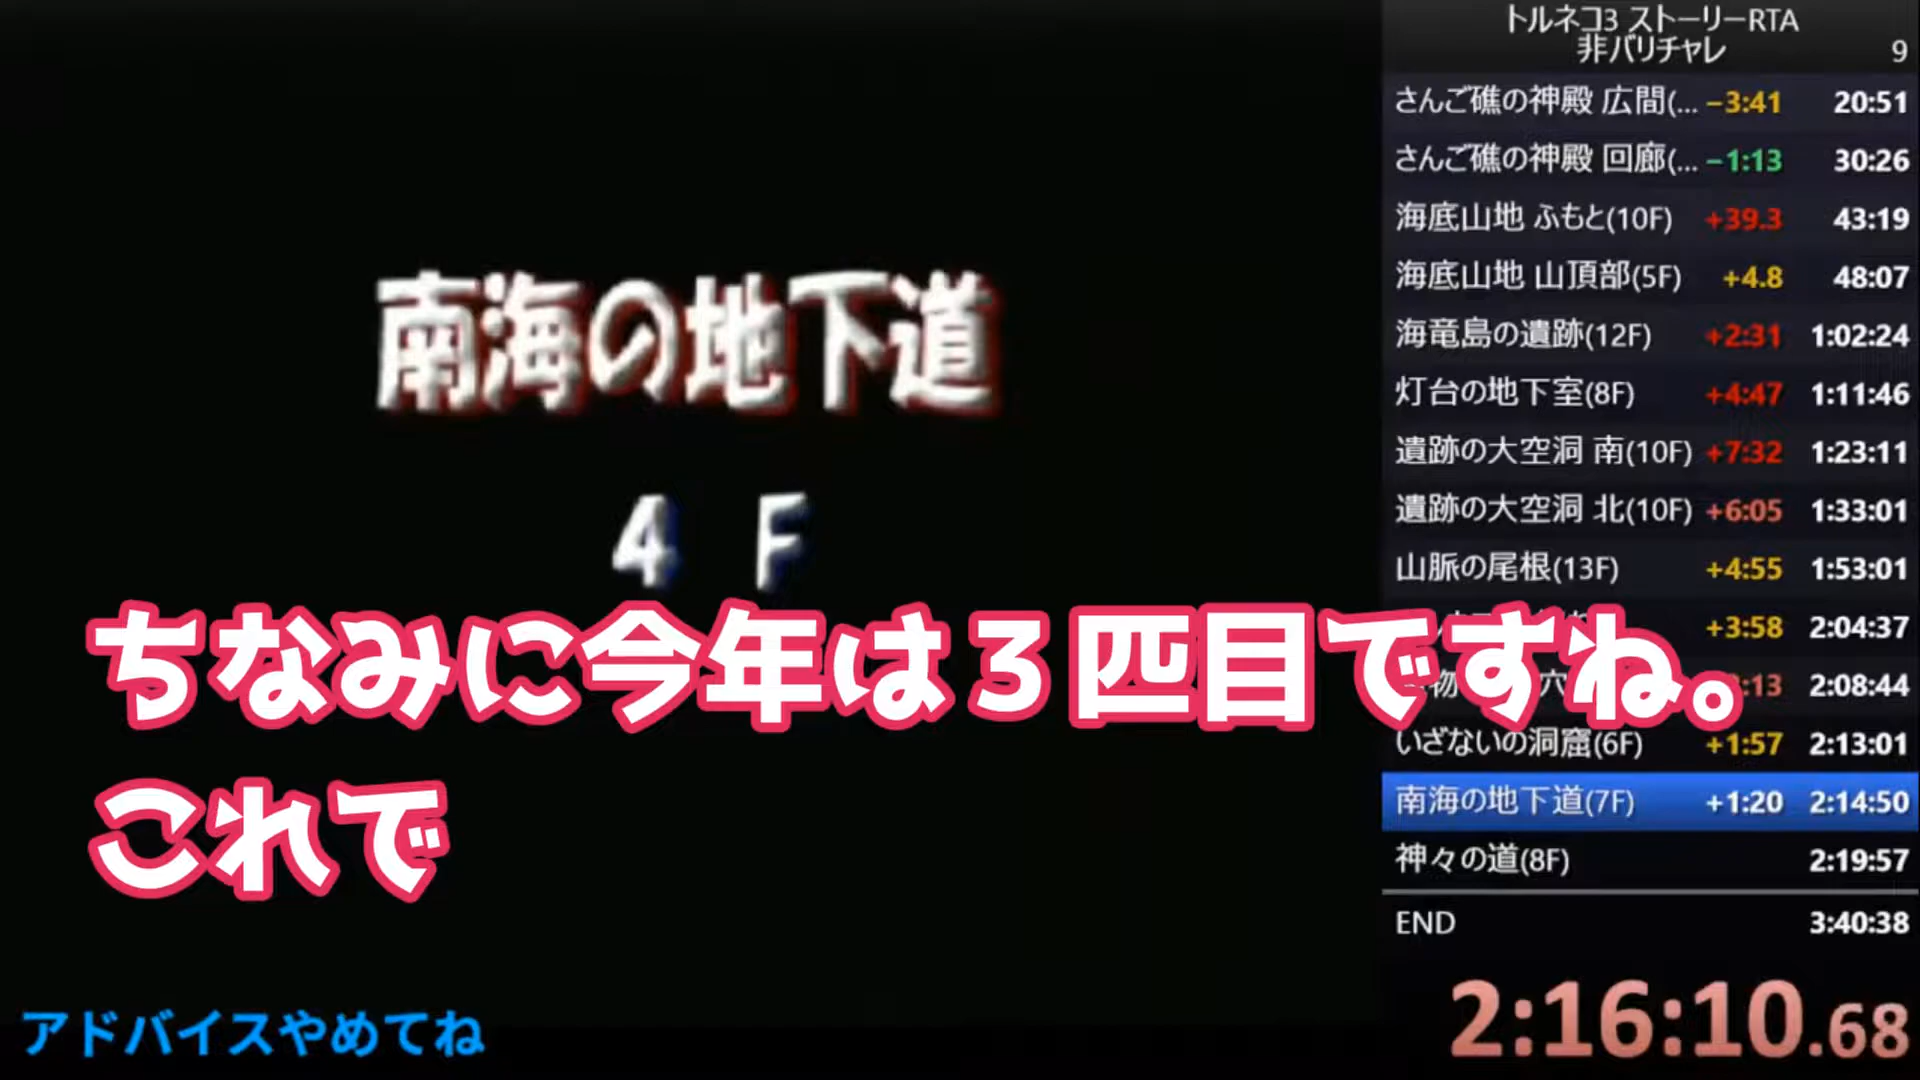 トルネコ3 ストーリーRTA
非バリチャレ 9
さんご礁の神殿 広間(... −3:41 20:51
さんご礁の神殿 回廊(... −1:13 30:26
海底山地 ふもと(10F) +39.3 43:19
海底山地 山頂部(5F) +4.8 48:07
海竜島の遺跡(12F) +2:31 1:02:24
灯台の地下室(8F) +4:47 1:11:46
遺跡の大空洞 南(10F) +7:32 1:23:11
遺跡の大空洞 北(10F) +6:05 1:33:01
山脈の尾根(13F) +4:55 1:53:01
+3:58 2:04:37
:13 2:08:44
いざないの洞窟(6F) +1:57 2:13:01
南海の地下道(7F) +1:20 2:14:50
神々の道(8F) 2:19:57
END 3:40:38
2:16:10.68
南海の地下道
4 F
ちなみに今年は3匹目ですね。
これで
アドバイスやめてね